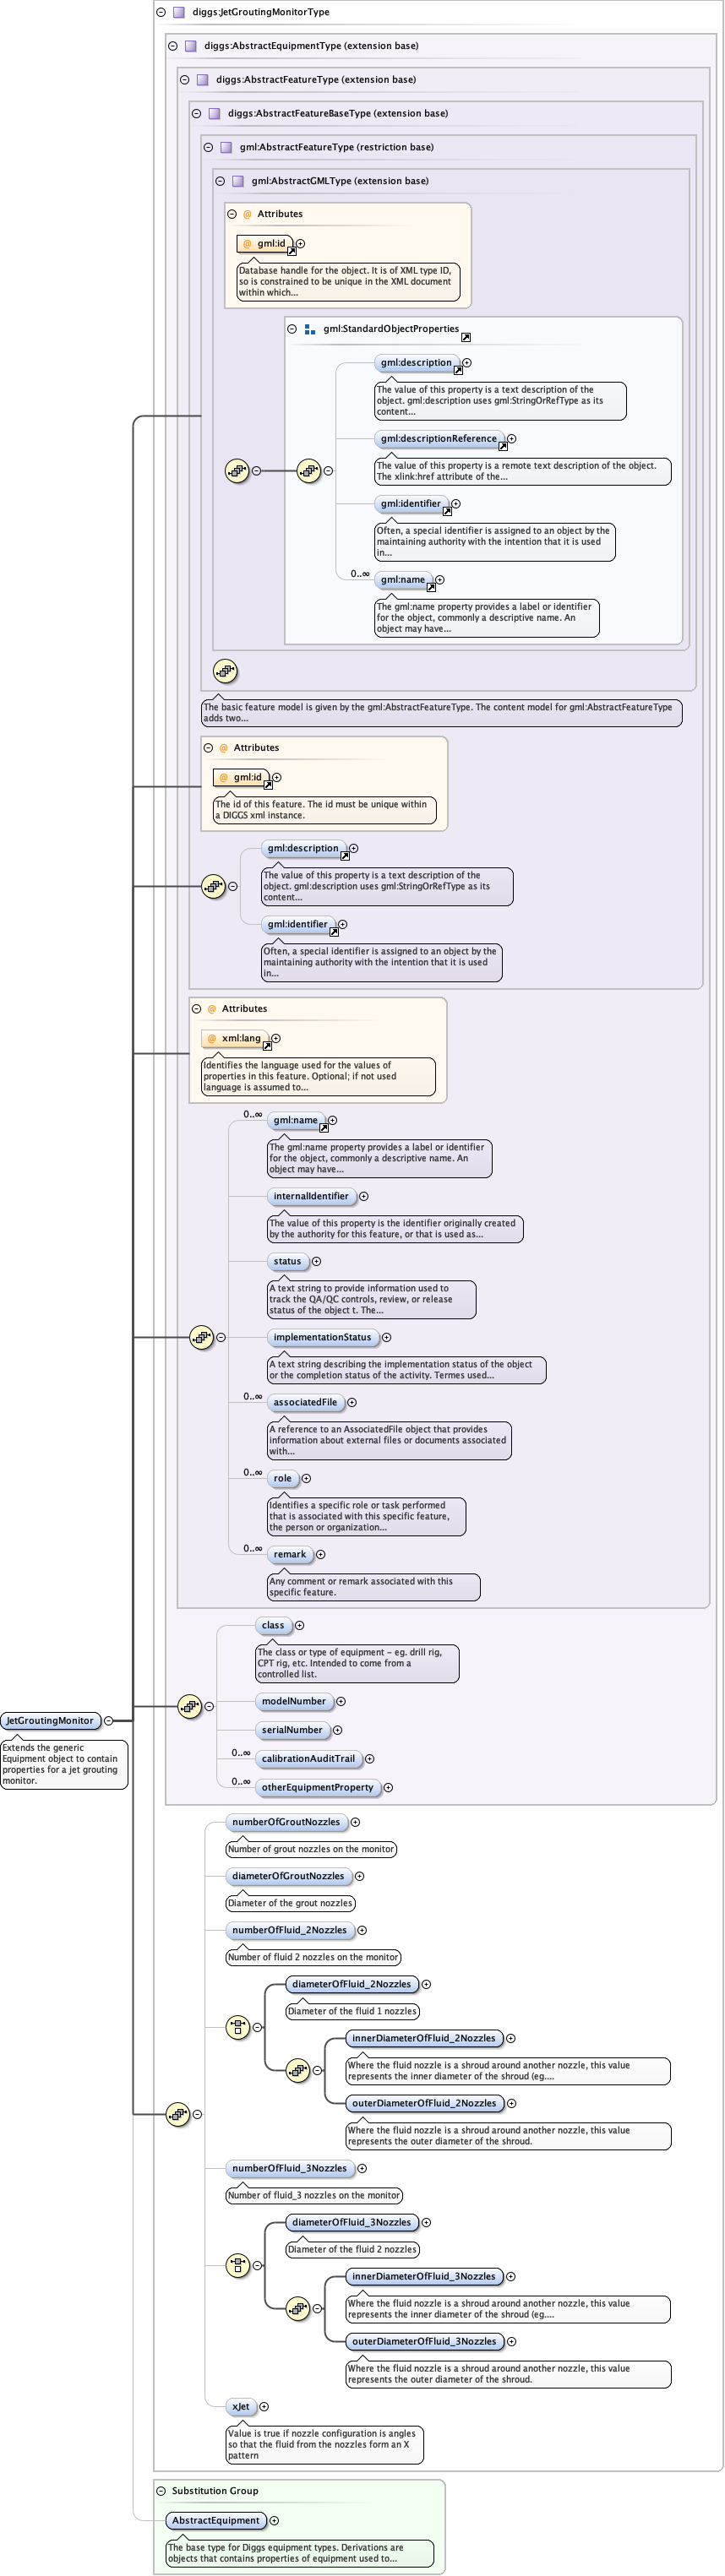 diggs:JetGroutingMonitorType
diggs:AbstractEquipmentType (extension base)
diggs:AbstractFeatureType (extension base)
diggs:AbstractFeatureBaseType (extension base)
gml:AbstractFeatureType (restriction base)
gml:AbstractGMLType (extension base)
@ Attributes
@ gml:id
Database handle for the object. It is of XML type ID,
so is constrained to be unique in the XML document
within which...
gml:StandardObjectProperties
gml:description
The value of this property is a text description of the
object. gml:description uses gml:StringOrRefType as its
content...
gml:descriptionReference
The value of this property is a remote text description of the object.
The xlink:href attribute of the...
gml:identifier
Often, a special identifier is assigned to an object by the
maintaining authority with the intention that it is used
in...
0..∞
gml:name
The gml:name property provides a label or identifier
for the object, commonly a descriptive name. An
object may have...
The basic feature model is given by the gml:AbstractFeatureType. The content model for gml:AbstractFeatureType
adds two...
@ Attributes
@ gml:id
The id of this feature. The id must be unique within
a DIGGS xml instance.
gml:description
The value of this property is a text description of the
object. gml:description uses gml:StringOrRefType as its
content...
gml:identifier
Often, a special identifier is assigned to an object by the
maintaining authority with the intention that it is used
in...
@ Attributes
@ xml:lang
Identifies the language used for the values of
properties in this feature. Optional; if not used
language is assumed to...
0..∞
gml:name
The gml:name property provides a label or identifier
for the object, commonly a descriptive name. An
object may have...
internalIdentifier
The value of this property is the identifier originally created
by the authority for this feature, or that is used as...
status
A text string to provide information used to
track the QA/QC controls, review, or release
status of the object t. The...
implementationStatus
A text string describing the implementation status of the object
or the completion status of the activity. Termes used...
0..∞
associatedFile
A reference to an AssociatedFile object that provides
information about external files or documents associated
with...
0..∞
role
Identifies a specific role or task performed
that is associated with this specific feature,
the person or organization...
0..∞
remark
Any comment or remark associated with this
specific feature.
class
The class or type of equipment - eg. drill rig,
CPT rig, etc. Intended to come from a
controlled list.
modelNumber
serialNumber
0..∞
calibrationAuditTrail
0..∞
otherEquipmentProperty
JetGroutingMonitor
Extends the generic
Equipment object to contain
properties for a jet grouting
monitor.
numberOfGroutNozzles
Number of grout nozzles on the monitor
diameterOfGroutNozzles
Diameter of the grout nozzles
numberOfFluid_2Nozzles
Number of fluid 2 nozzles on the monitor
diameterOfFluid_2Nozzles
Diameter of the fluid 1 nozzles
innerDiameterOfFluid_2Nozzles
Where the fluid nozzle is a shroud around another nozzle, this value
represents the inner diameter of the shroud (eg....
outerDiameterOfFluid_2Nozzles
Where the fluid nozzle is a shroud around another nozzle, this value
represents the outer diameter of the shroud.
numberOfFluid_3Nozzles
Number of fluid_3 nozzles on the monitor
diameterOfFluid_3Nozzles
Diameter of the fluid 2 nozzles
innerDiameterOfFluid_3Nozzles
Where the fluid nozzle is a shroud around another nozzle, this value
represents the inner diameter of the shroud (eg....
outerDiameterOfFluid_3Nozzles
Where the fluid nozzle is a shroud around another nozzle, this value
represents the outer diameter of the shroud.
xJet
Value is true if nozzle configuration is angles
so that the fluid from the nozzles form an X
pattern
Substitution Group
AbstractEquipment
The base type for Diggs equipment types. Derivations are
objects that contains properties of equipment used to...